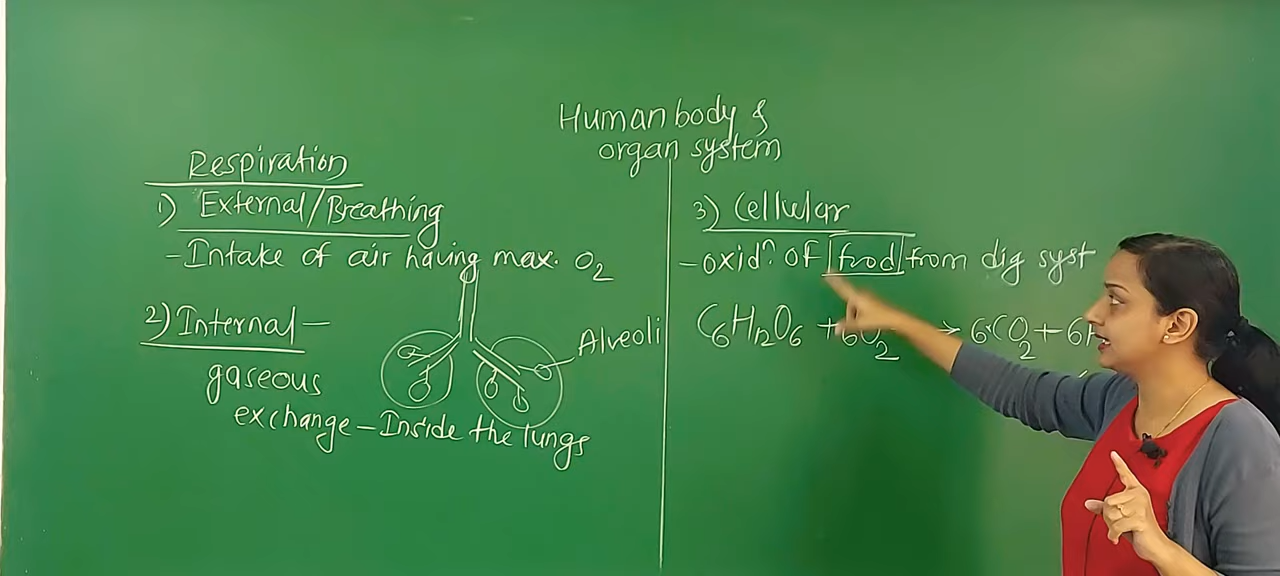 Human body &
organ system
Respiration
1) External/Breathing
-Intake of air having max. O2
2) Internal -
gaseous
exchange - Inside the lungs
Alveoli
3) Cellular
- oxidn. of food from dig syst
C6H12O6 + 6O2 → 6CO2 + 6H